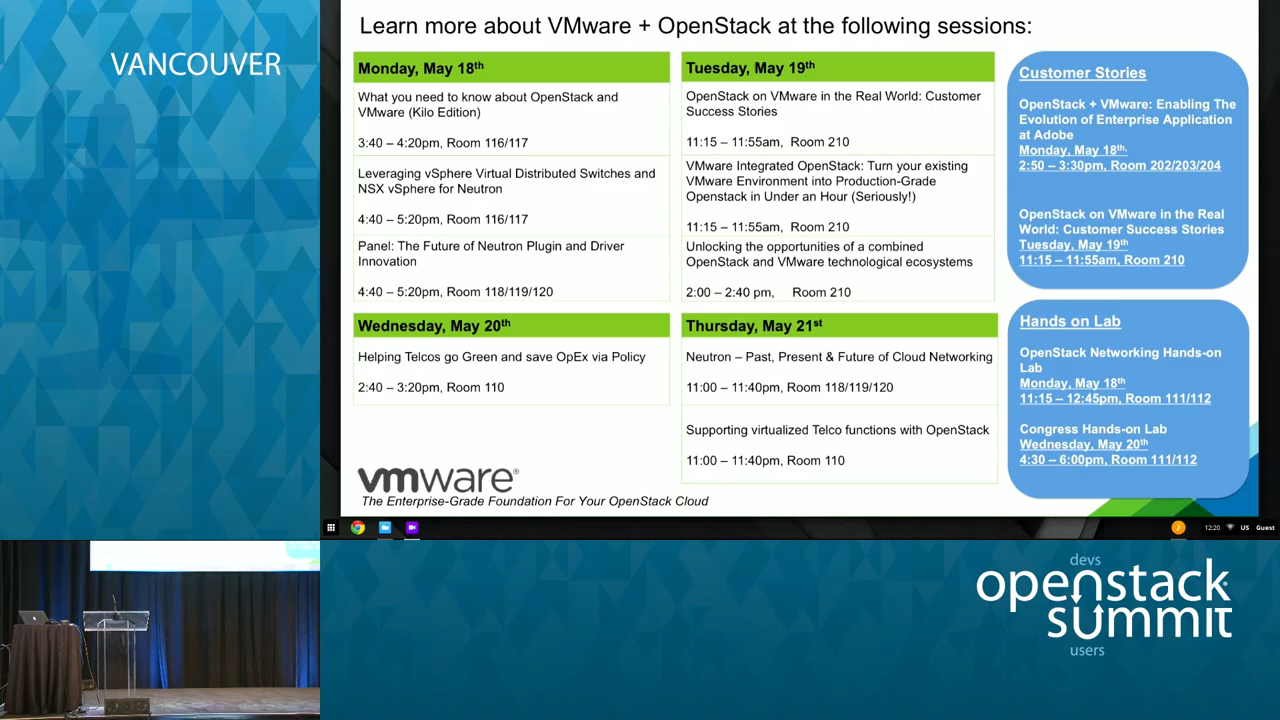 VANCOUVER
Learn more about VMware + OpenStack at the following sessions:
Monday, May 18th
What you need to know about OpenStack and
VMware (Kilo Edition)
3:40 – 4:20pm, Room 116/117
Leveraging vSphere Virtual Distributed Switches and
NSX vSphere for Neutron
4:40 – 5:20pm, Room 116/117
Panel: The Future of Neutron Plugin and Driver
Innovation
4:40 – 5:20pm, Room 118/119/120
Tuesday, May 19th
OpenStack on VMware in the Real World: Customer
Success Stories
11:15 – 11:55am, Room 210
VMware Integrated OpenStack: Turn your existing
VMware Environment into Production-Grade
Openstack in Under an Hour (Seriously!)
11:15 – 11:55am, Room 210
Unlocking the opportunities of a combined
OpenStack and VMware technological ecosystems
2:00 – 2:40 pm, Room 210
Wednesday, May 20th
Helping Telcos go Green and save OpEx via Policy
2:40 – 3:20pm, Room 110
Thursday, May 21st
Neutron – Past, Present & Future of Cloud Networking
11:00 – 11:40pm, Room 118/119/120
Supporting virtualized Telco functions with OpenStack
11:00 – 11:40pm, Room 110
Customer Stories
OpenStack + VMware: Enabling The
Evolution of Enterprise Application
at Adobe
Monday, May 18th,
2:50 – 3:30pm, Room 202/203/204
OpenStack on VMware in the Real
World: Customer Success Stories
Tuesday, May 19th
11:15 – 11:55am, Room 210
Hands on Lab
OpenStack Networking Hands-on
Lab
Monday, May 18th
11:15 – 12:45pm, Room 111/112
Congress Hands-on Lab
Wednesday, May 20th
4:30 – 6:00pm, Room 111/112
vmware®
The Enterprise-Grade Foundation For Your OpenStack Cloud
12:20 US Guest
devs
openstack
summit
users